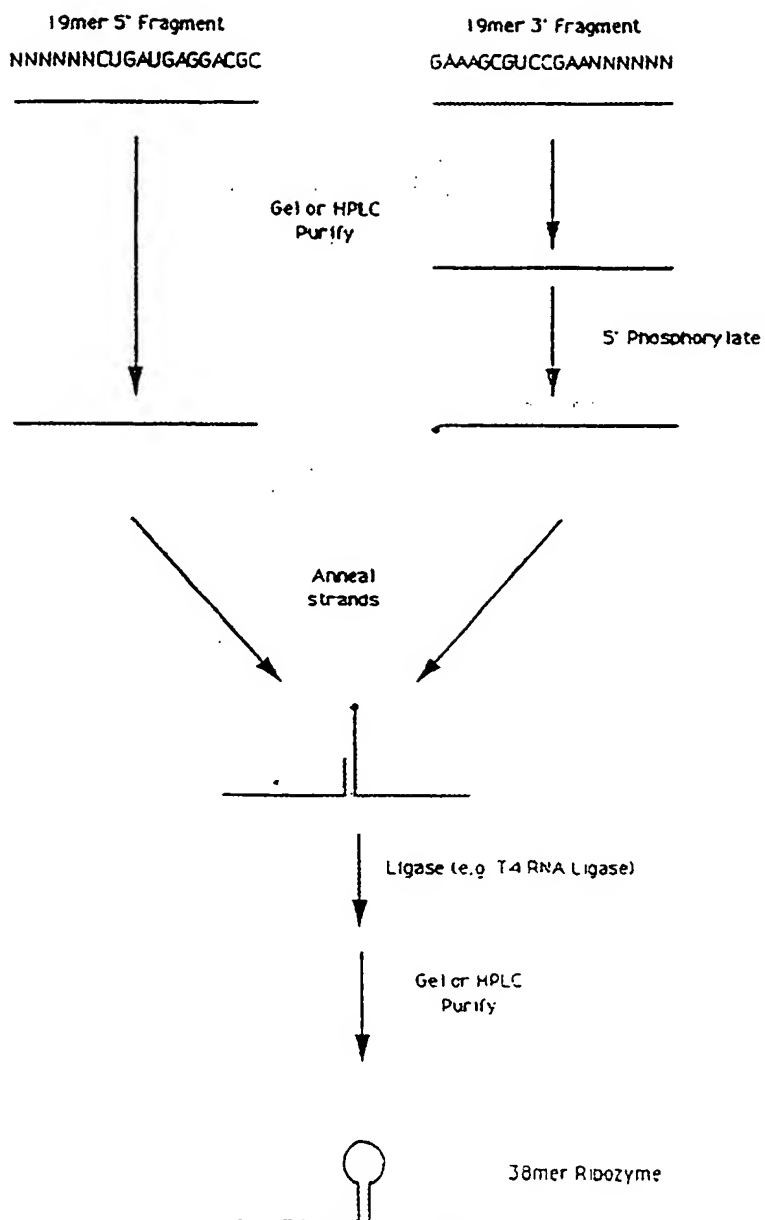 19mer 5' Fragment
NNNNNNCUGAUGAGGACGC
19mer 3' Fragment
GAAAGCGUCCGAANNNNNN
Gel or HPLC
Purify
5' Phosphorylate
Anneal
strands
Ligase (e.g T4 RNA Ligase)
Gel or HPLC
Purify
38mer Ribozyme